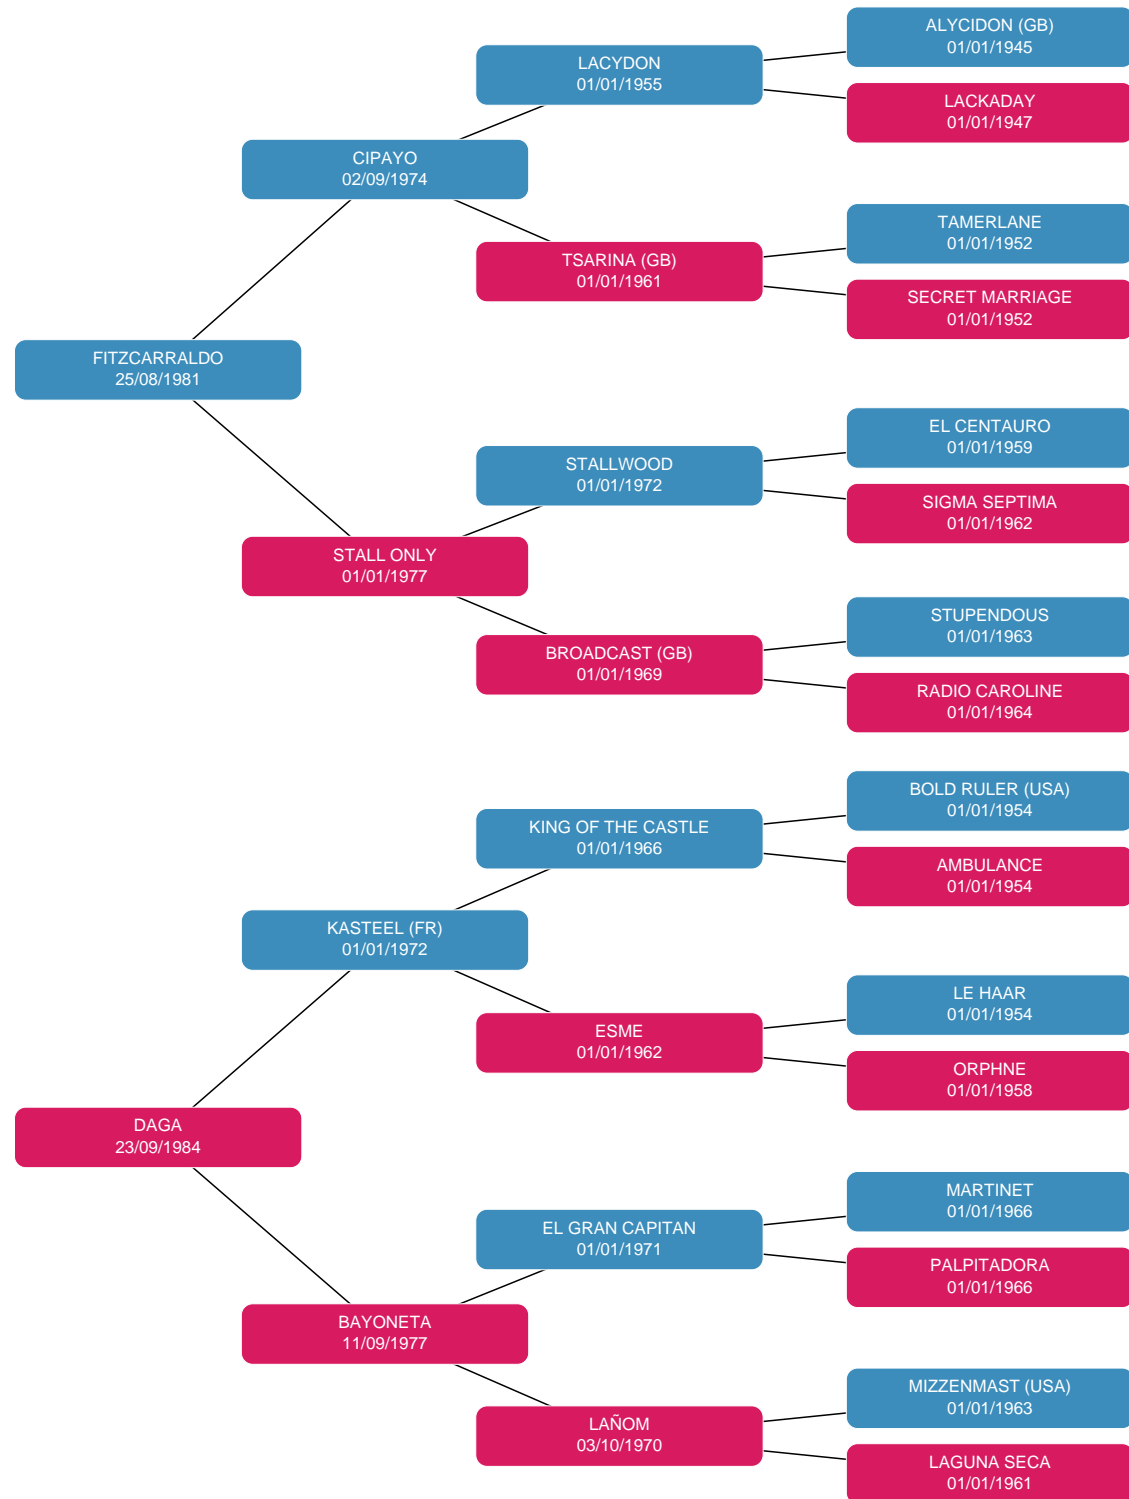 ALYCIDON (GB)
01/01/1945
LACYDON
01/01/1955
LACKADAY
01/01/1947
CIPAYO
02/09/1974
TAMERLANE
01/01/1952
TSARINA (GB)
01/01/1961
SECRET MARRIAGE
01/01/1952
FITZCARRALDO
25/08/1981
EL CENTAURO
01/01/1959
STALLWOOD
01/01/1972
SIGMA SEPTIMA
01/01/1962
STALL ONLY
01/01/1977
STUPENDOUS
01/01/1963
BROADCAST (GB)
01/01/1969
RADIO CAROLINE
01/01/1964
BOLD RULER (USA)
01/01/1954
KING OF THE CASTLE
01/01/1966
AMBULANCE
01/01/1954
KASTEEL (FR)
01/01/1972
LE HAAR
01/01/1954
ESME
01/01/1962
ORPHNE
01/01/1958
DAGA
23/09/1984
MARTINET
01/01/1966
EL GRAN CAPITAN
01/01/1971
PALPITADORA
01/01/1966
BAYONETA
11/09/1977
MIZZENMAST (USA)
01/01/1963
LAÑOM
03/10/1970
LAGUNA SECA
01/01/1961